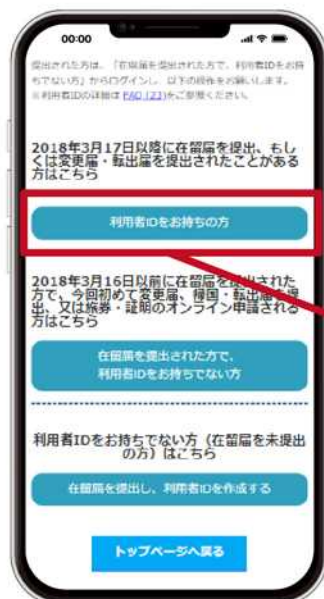 00:00
提出された方は、「在留届を提出された方で、利用者IDをお持
ちでない方」からログインし、以下の操作をお願いします。
※利用者IDの詳細は FAQ (23)をご参照ください。
2018年3月17日以降に在留届を提出、もし
くは変更届・転出届を提出されたことがある
方はこちら
利用者IDをお持ちの方
2018年3月16日以前に在留届を提出された
方で、今回初めて変更届、帰国・転出届を提
出、又は旅券・証明のオンライン申請される
方はこちら
在留届を提出された方で、
利用者IDをお持ちでない方
利用者IDをお持ちでない方（在留届を未提出
の方）はこちら
在留届を提出し、利用者IDを作成する
トップページへ戻る